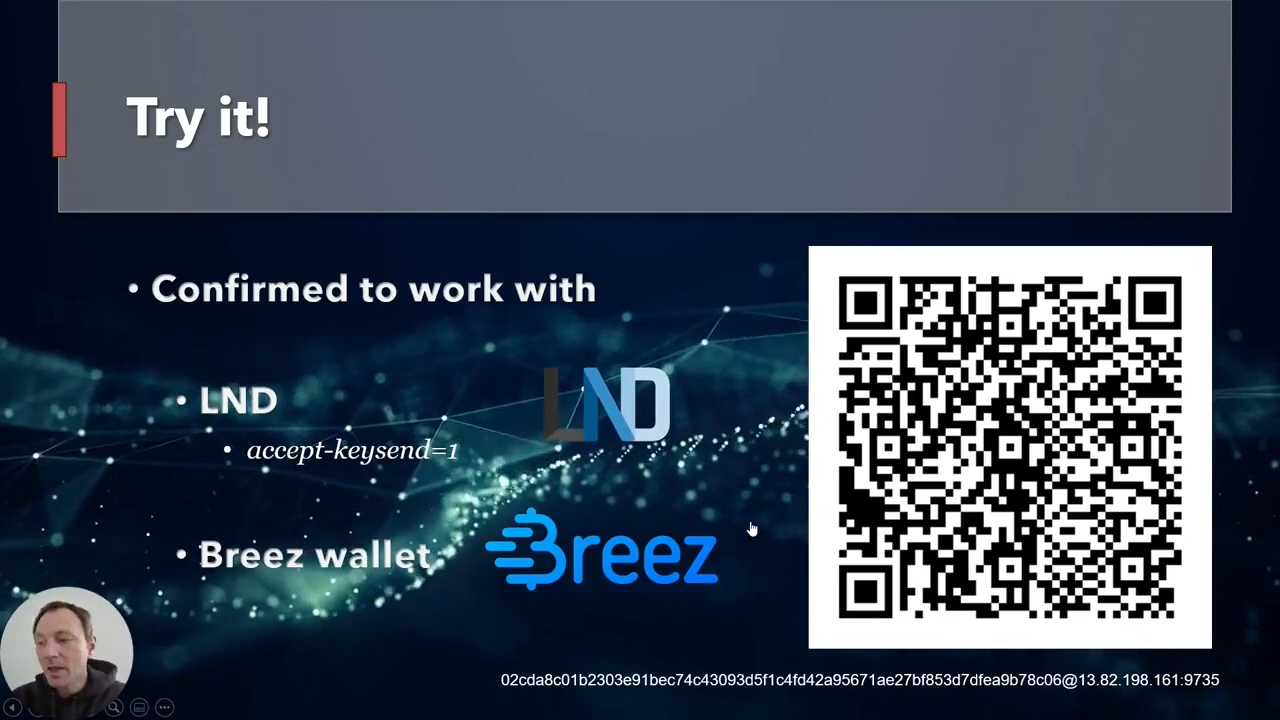 Try it!
• Confirmed to work with
• LND
LND
• accept-keysend=1
• Breez wallet
Breez
02cda8c01b2303e91bec74c43093d5f1c4fd42a95671ae27bf853d7dfea9b78c06@13.82.198.161:9735